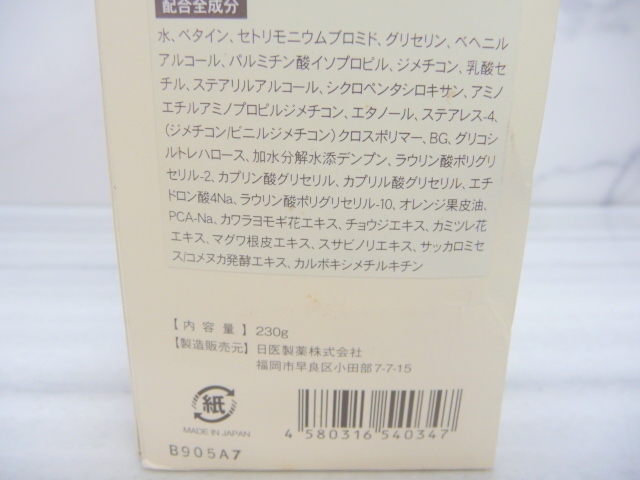 配合全成分
水、ベタイン、セトリモニウムブロミド、グリセリン、ベヘニル
アルコール、パルミチン酸イソプロピル、ジメチコン、乳酸セ
チル、ステアリルアルコール、シクロペンタシロキサン、アミノ
エチルアミノプロピルジメチコン、エタノール、ステアレス-4、
(ジメチコン/ビニルジメチコン)クロスポリマー、BG、グリコシ
ルトレハロース、加水分解水添デンプン、ラウリン酸ポリグリ
セリル-2、カプリン酸グリセリル、カプリル酸グリセリル、エチ
ドロン酸4Na、ラウリン酸ポリグリセリル-10、オレンジ果皮油、
PCA-Na、カワラヨモギ花エキス、チョウジエキス、カミツレ花
エキス、マグワ根皮エキス、スサビノリエキス、サッカロミセ
ス/コメヌカ発酵エキス、カルボキシメチルキチン
【内容量】230g
【製造販売元】日医製薬株式会社
福岡市早良区小田部7-7-15
紙
MADE IN JAPAN
4 580316 540347
B905A7